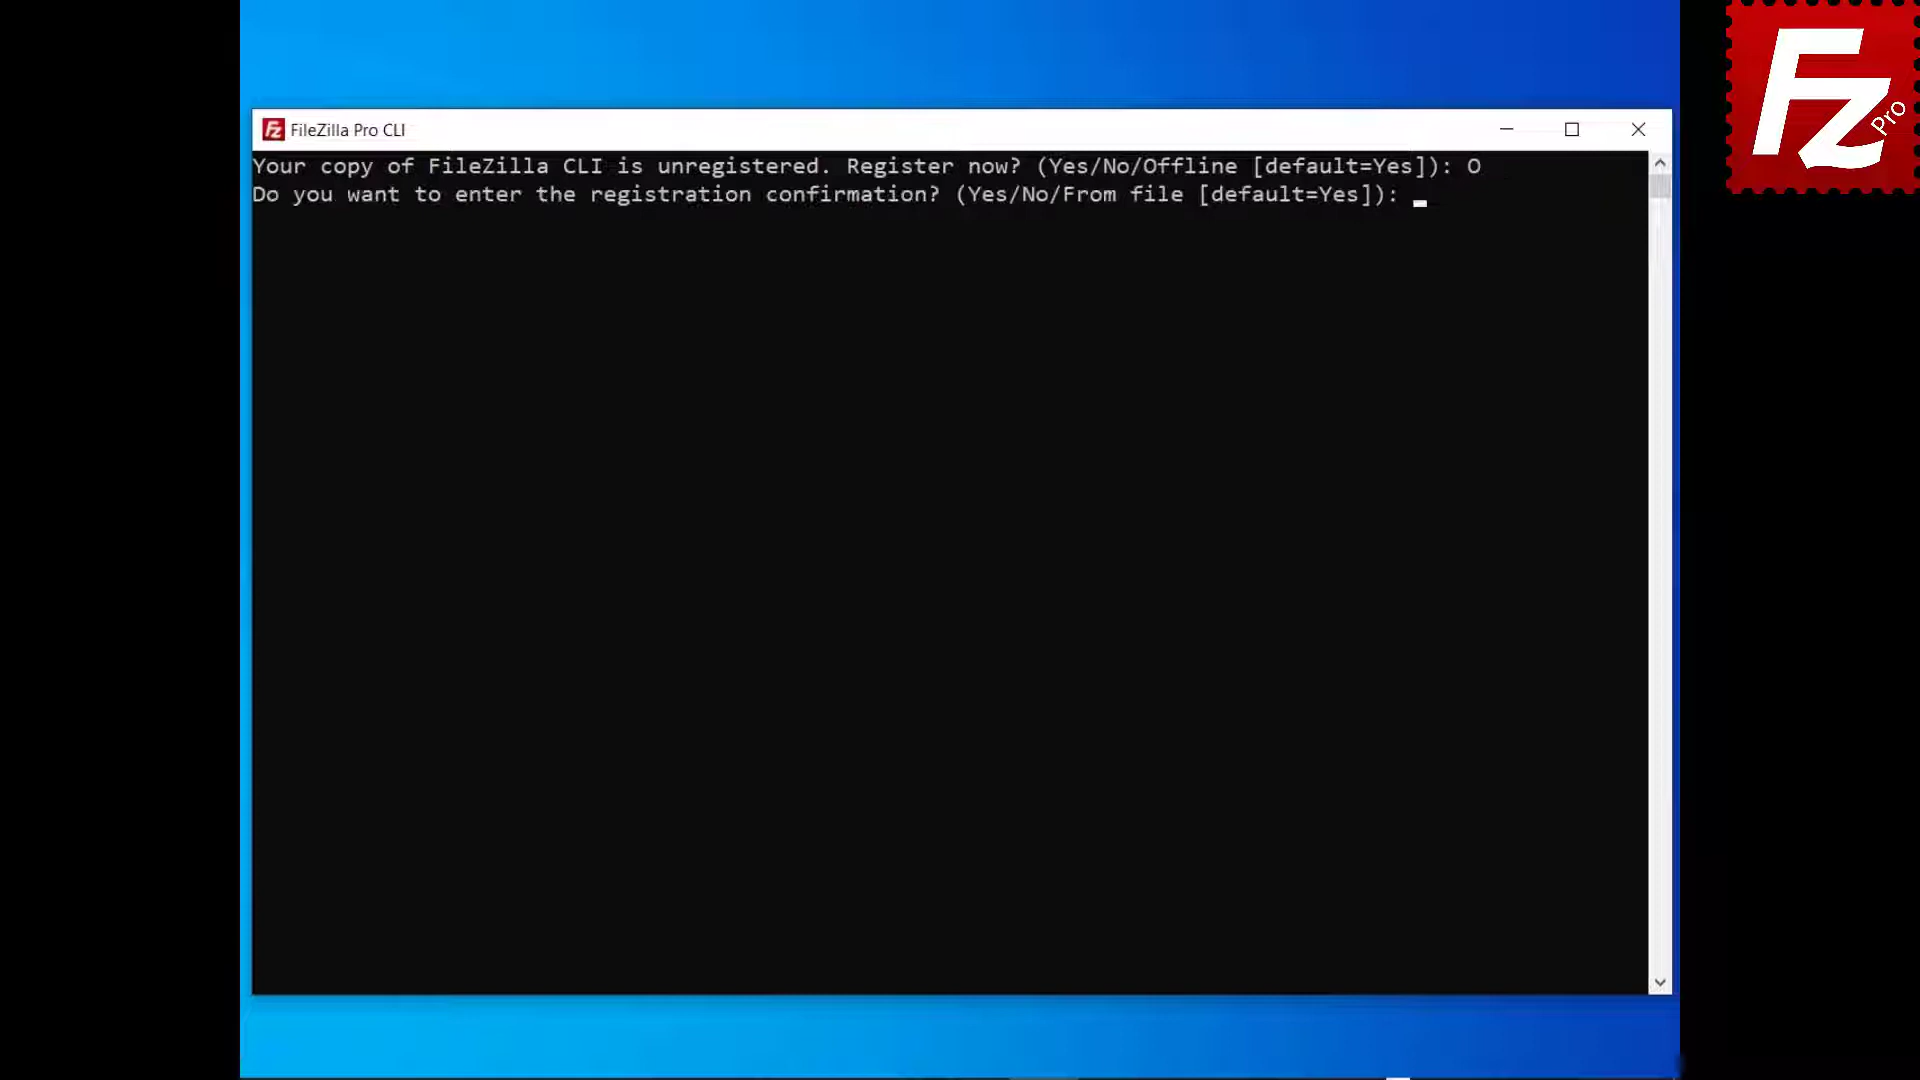 FileZilla Pro CLI
Your copy of FileZilla CLI is unregistered. Register now? (Yes/No/Offline [default=Yes]): O
Do you want to enter the registration confirmation? (Yes/No/From file [default=Yes]):
Fz Pro